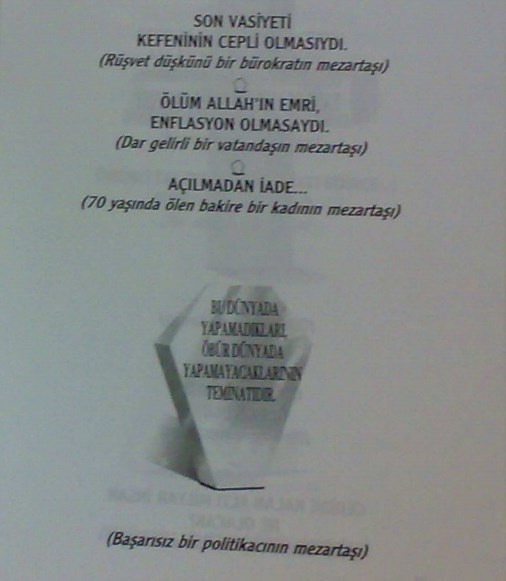 SON VASİYETİ
KEFENİNİN CEPLİ OLMASIYDI.
(Rüşvet düşkünü bir bürokratın mezartaşı)
ÖLÜM ALLAH'IN EMRİ,
ENFLASYON OLMASAYDI.
(Dar gelirli bir vatandaşın mezartaşı)
AÇILMADAN İADE...
(70 yaşında ölen bakire bir kadının mezartaşı)
BU DÜNYADA
YAPAMADIKLARI,
ÖBÜR DÜNYADA
YAPAMAYACAKLARININ
TEMİNATIDIR.
(Başarısız bir politikacının mezartaşı)